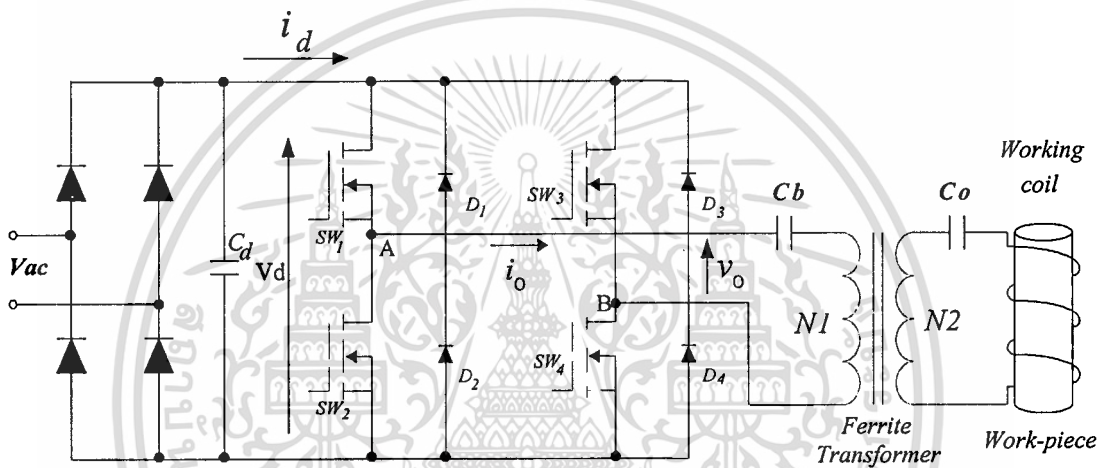 i_d
Working
coil
Vac
C_d
Vd
SW_1
SW_2
A
D_1
D_2
i_o
SW_3
SW_4
B
v_o
D_3
D_4
Cb
Co
N1
N2
Ferrite
Transformer
Work-piece